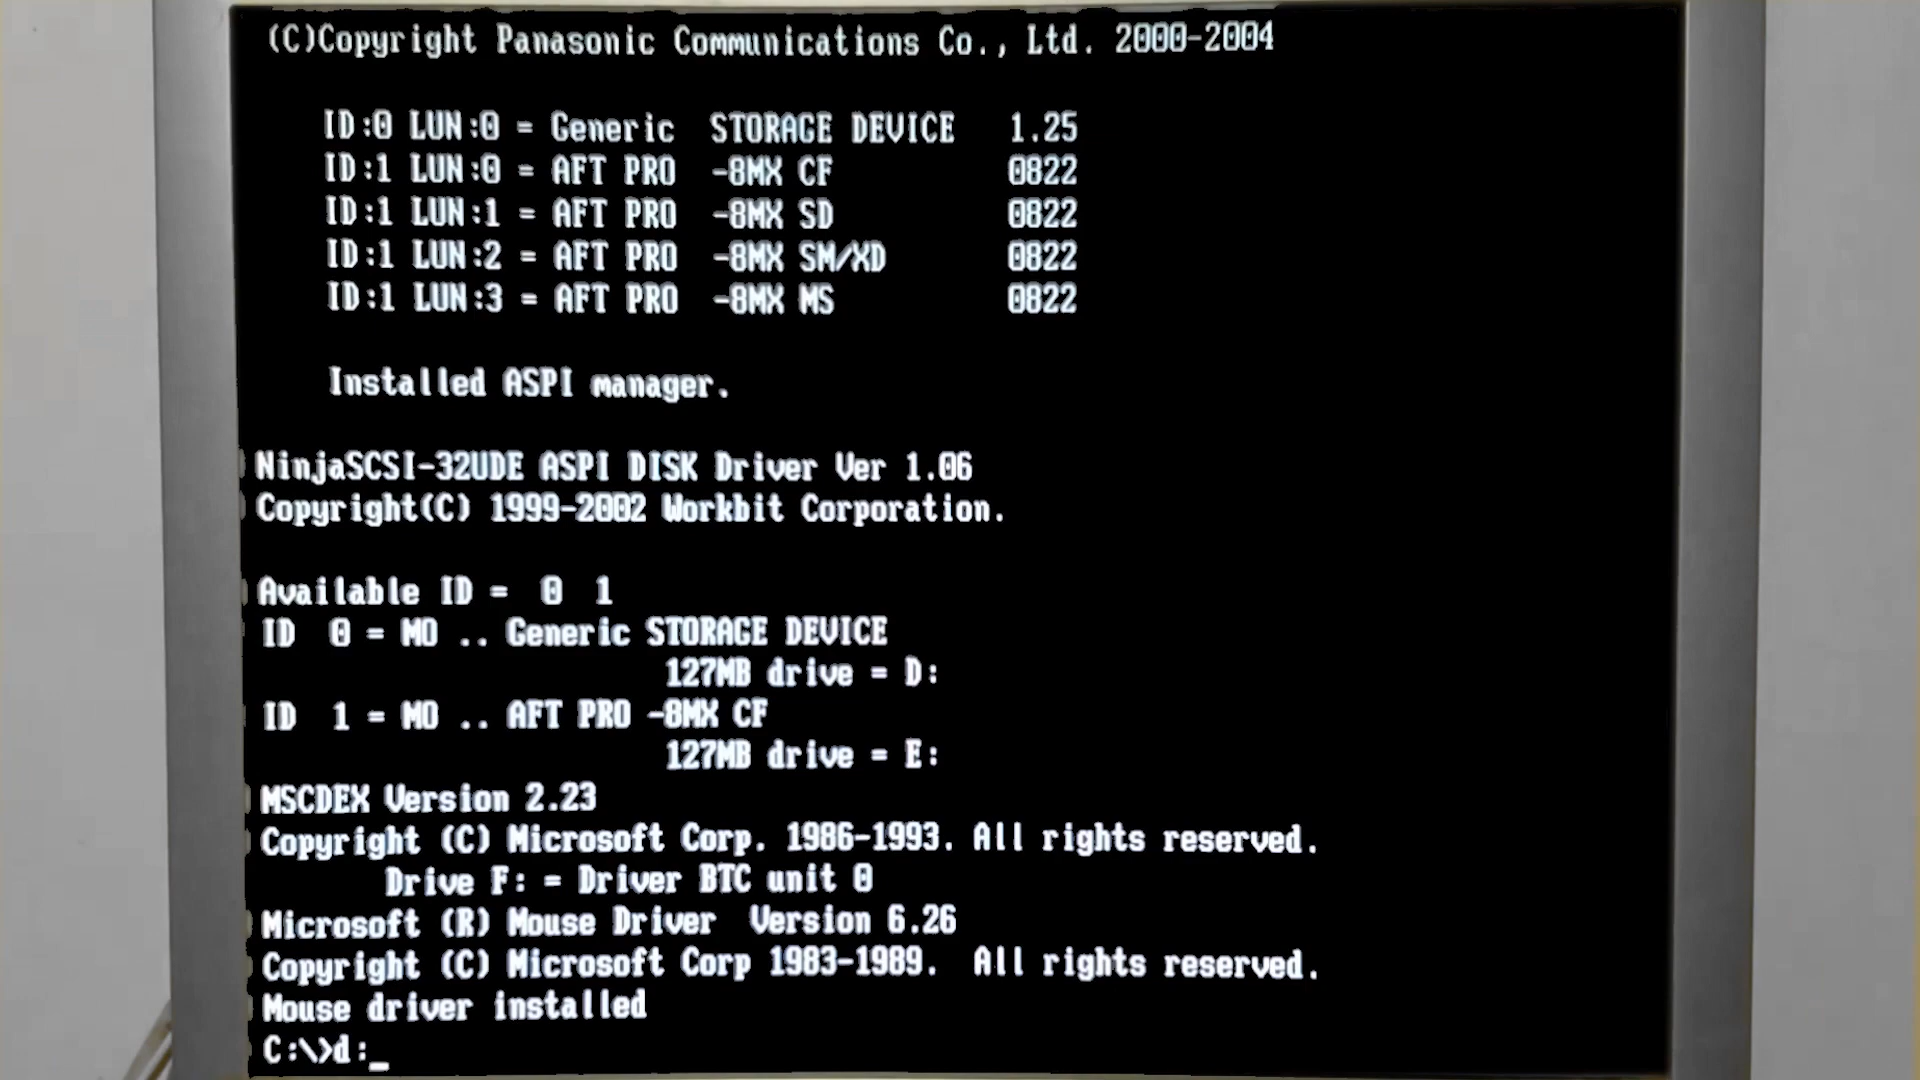 (C)Copyright Panasonic Communications Co., Ltd. 2000-2004
ID:0 LUN:0 = Generic  STORAGE DEVICE   1.25
ID:1 LUN:0 = AFT PRO  -8MX CF          0822
ID:1 LUN:1 = AFT PRO  -8MX SD          0822
ID:1 LUN:2 = AFT PRO  -8MX SM/XD       0822
ID:1 LUN:3 = AFT PRO  -8MX MS          0822
Installed ASPI manager.
NinjaSCSI-32UDE ASPI DISK Driver Ver 1.06
Copyright(C) 1999-2002 Workbit Corporation.
Available ID =  0  1
ID  0 = MO .. Generic STORAGE DEVICE
127MB drive = D:
ID  1 = MO .. AFT PRO -8MX CF
127MB drive = E:
MSCDEX Version 2.23
Copyright (C) Microsoft Corp. 1986-1993. All rights reserved.
Drive F: = Driver BTC unit 0
Microsoft (R) Mouse Driver  Version 6.26
Copyright (C) Microsoft Corp 1983-1989.  All rights reserved.
Mouse driver installed
C:\>d:_